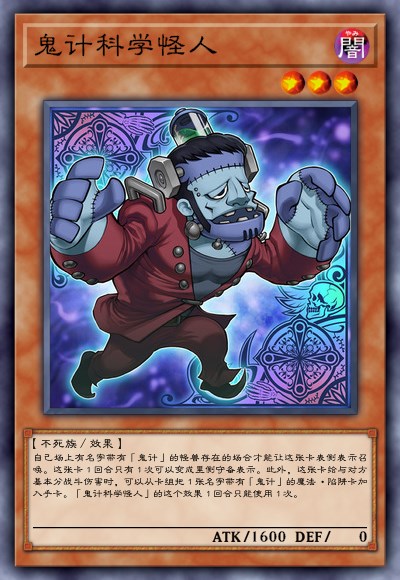 鬼计科学怪人
やみ
闇
【不死族／效果】
自己场上有名字带有「鬼计」的怪兽存在的场合才能让这张卡表侧表示召
唤。这张卡1回合只有1次可以变成里侧守备表示。此外，这张卡给与对方
基本分战斗伤害时，可以从卡组把1张名字带有「鬼计」的魔法·陷阱卡加
入手卡。「鬼计科学怪人」的这个效果1回合只能使用1次。
ATK/1600 DEF/ 0